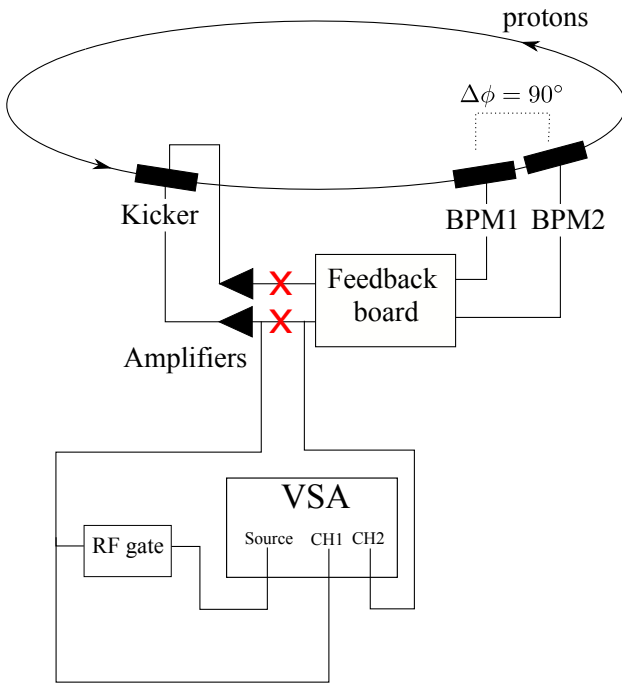 protons
Δϕ = 90°
Kicker
BPM1 BPM2
Feedback
board
Amplifiers
VSA
Source CH1 CH2
RF gate